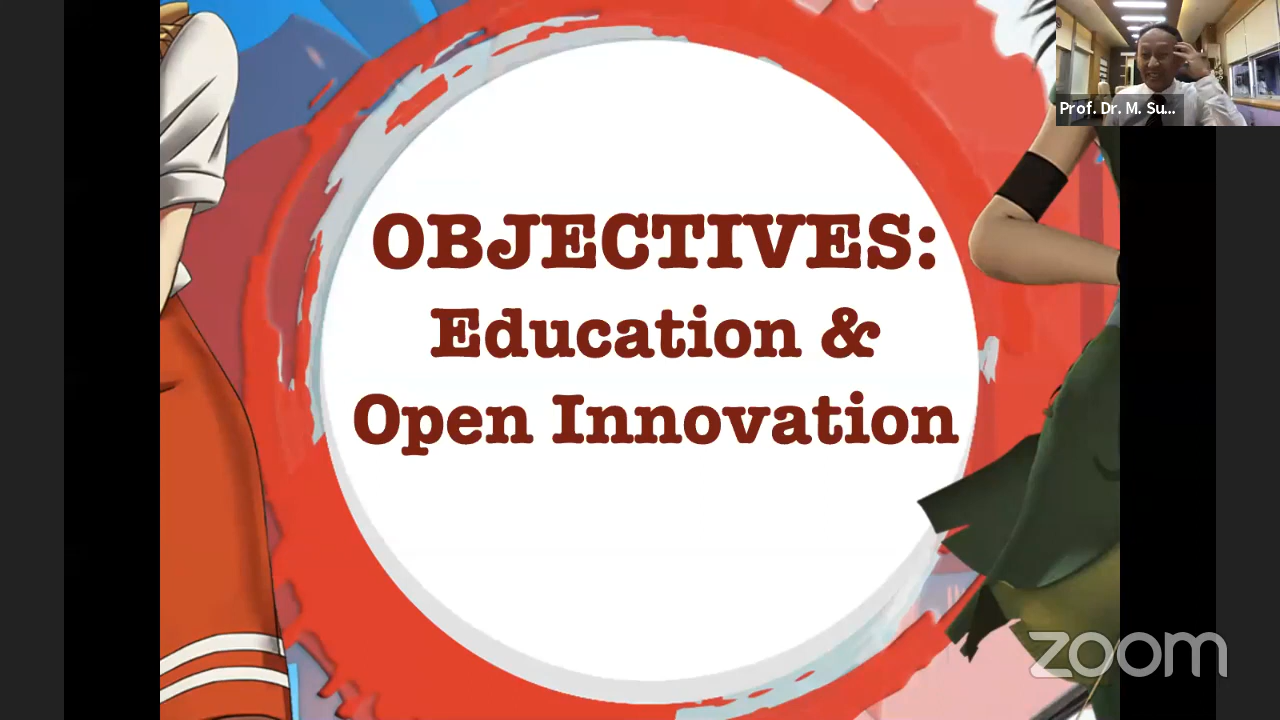 Prof. Dr. M. Su...
OBJECTIVES:
Education &
Open Innovation
zoom